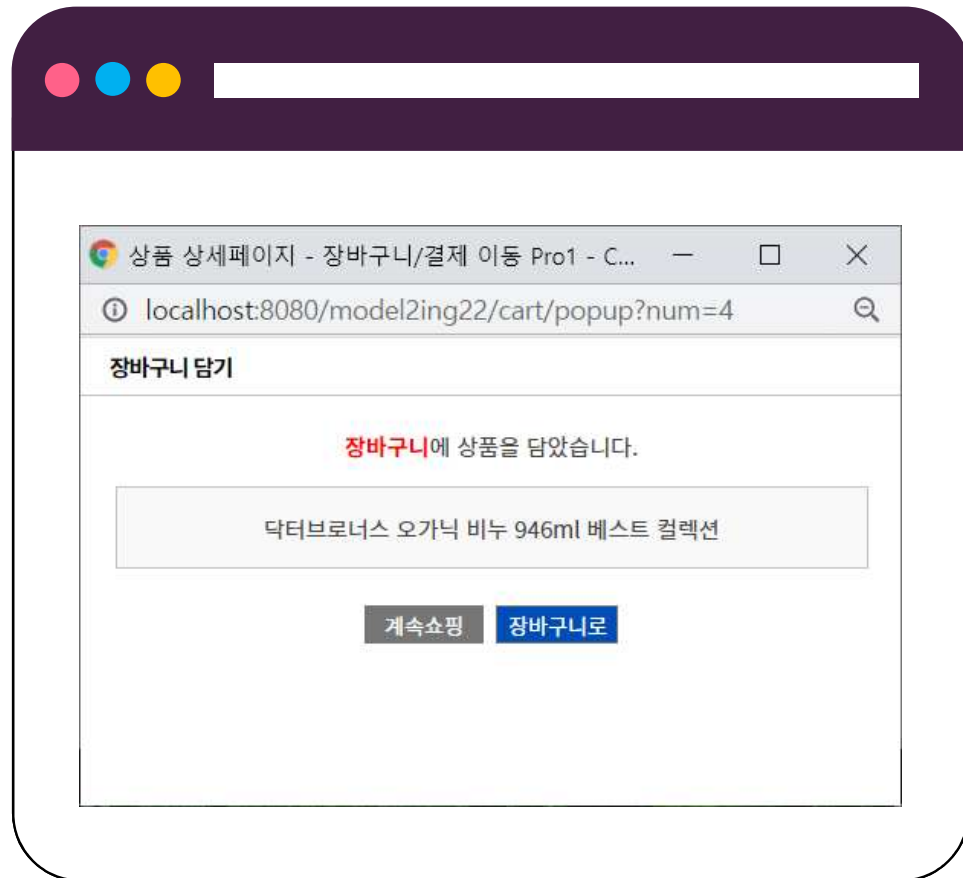 상품 상세페이지 - 장바구니/결제 이동 Pro1 - C...
localhost:8080/model2ing22/cart/popup?num=4
장바구니 담기
장바구니에 상품을 담았습니다.
닥터브로너스 오가닉 비누 946ml 베스트 컬렉션
계속쇼핑 장바구니로